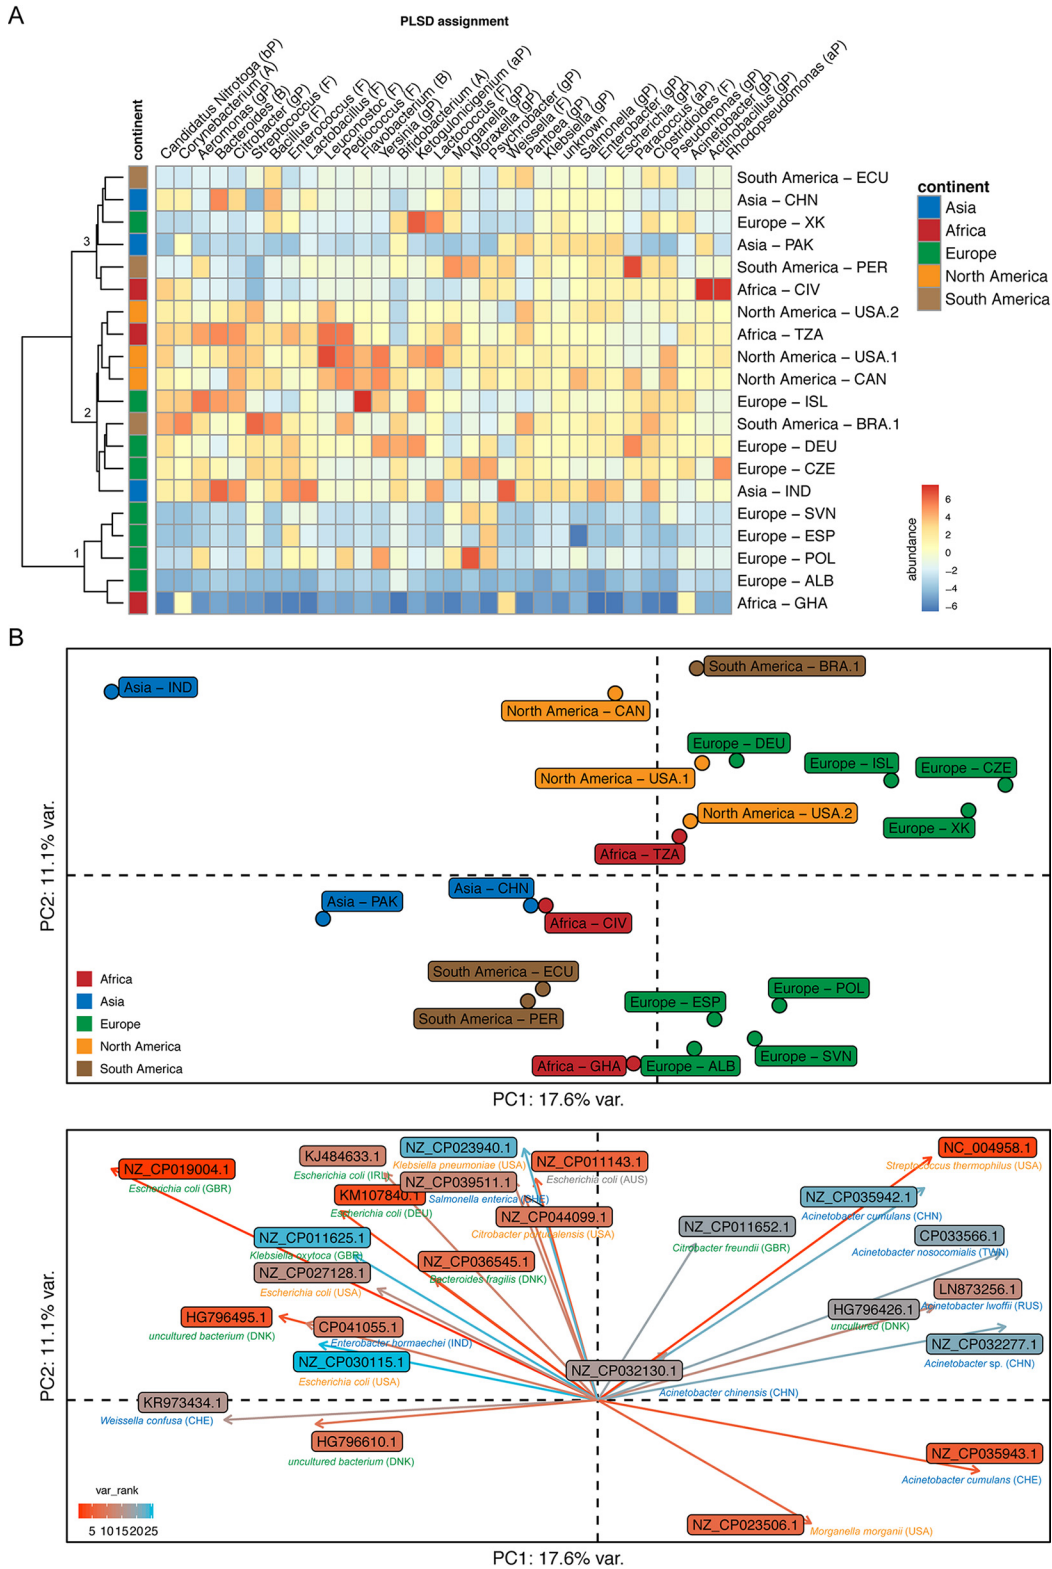 A
PLSD assignment
continent
Candidatus Nitrotoga (bP)
Corynebacterium (A)
Aeromonas (gP)
Bacteroides (B)
Citrobacter (gP)
Streptococcus (F)
Bacillus (F)
Enterococcus (F)
Lactobacillus (F)
Leuconostoc (F)
Pediococcus (F)
Flavobacterium (B)
Yersinia (gP)
Bifidobacterium (A)
Ketogulonicigenium (aP)
Lactococcus (F)
Morganella (gP)
Moraxella (gP)
Psychrobacter (gP)
Weissella (F)
Pantoea (gP)
Klebsiella (gP)
unknown
Salmonella (gP)
Enterobacter (gP)
Escherichia (gP)
Paracoccus (aP)
Clostridioides (F)
Pseudomonas (gP)
Acinetobacter (gP)
Actinobacillus (gP)
Rhodopseudomonas (aP)
South America – ECU
Asia – CHN
Europe – XK
3
Asia – PAK
South America – PER
Africa – CIV
North America – USA.2
Africa – TZA
North America – USA.1
North America – CAN
Europe – ISL
2
South America – BRA.1
Europe – DEU
Europe – CZE
Asia – IND
Europe – SVN
Europe – ESP
1
Europe – POL
Europe – ALB
Africa – GHA
continent
Asia
Africa
Europe
North America
South America
abundance
6
4
2
0
−2
−4
−6
B
South America – BRA.1
Asia – IND
North America – CAN
Europe – DEU
Europe – ISL
Europe – CZE
North America – USA.1
North America – USA.2
Europe – XK
Africa – TZA
Asia – CHN
Asia – PAK
Africa – CIV
South America – ECU
Europe – POL
Europe – ESP
South America – PER
Europe – SVN
Africa – GHA
Europe – ALB
Africa
Asia
Europe
North America
South America
PC2: 11.1% var.
PC1: 17.6% var.
NZ_CP023940.1
Klebsiella pneumoniae (USA)
NC_004958.1
Streptococcus thermophilus (USA)
KJ484633.1
Escherichia coli (IRL)
NZ_CP011143.1
Escherichia coli (AUS)
NZ_CP019004.1
Escherichia coli (GBR)
NZ_CP039511.1
Salmonella enterica (CHE)
KM107840.1
Escherichia coli (DEU)
NZ_CP035942.1
Acinetobacter cumulans (CHN)
NZ_CP044099.1
Citrobacter portucalensis (USA)
NZ_CP011652.1
Citrobacter freundii (GBR)
NZ_CP011625.1
Klebsiella oxytoca (GBR)
CP033566.1
Acinetobacter nosocomialis (TWN)
NZ_CP036545.1
Bacteroides fragilis (DNK)
NZ_CP027128.1
Escherichia coli (USA)
LN873256.1
Acinetobacter lwoffii (RUS)
HG796426.1
uncultured (DNK)
HG796495.1
uncultured bacterium (DNK)
CP041055.1
Enterobacter hormaechei (IND)
NZ_CP032277.1
Acinetobacter sp. (CHN)
NZ_CP030115.1
Escherichia coli (USA)
NZ_CP032130.1
Acinetobacter chinensis (CHN)
KR973434.1
Weissella confusa (CHE)
HG796610.1
uncultured bacterium (DNK)
NZ_CP035943.1
Acinetobacter cumulans (CHE)
NZ_CP023506.1
Morganella morganii (USA)
var_rank
5 10152025
PC2: 11.1% var.
PC1: 17.6% var.